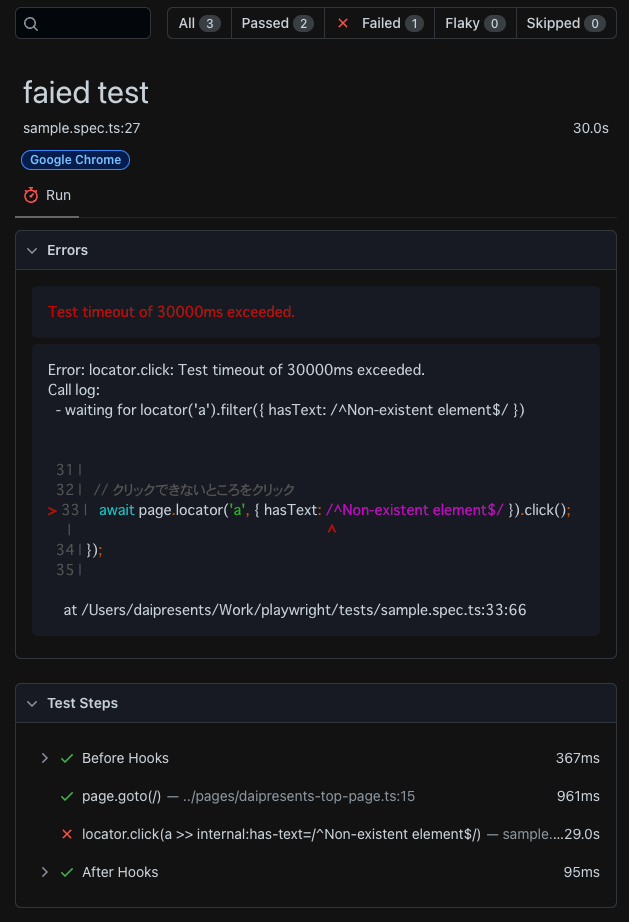 All 3 Passed 2 Failed 1 Flaky 0 Skipped 0
faied test
sample.spec.ts:27 30.0s
Google Chrome
Run
Errors
Test timeout of 30000ms exceeded.
Error: locator.click: Test timeout of 30000ms exceeded.
Call log:
- waiting for locator('a').filter({ hasText: /^Non-existent element$/ })
31 |
32 | // クリックできないところをクリック
> 33 | await page.locator('a', { hasText: /^Non-existent element$/ }).click();
| ^
34 | });
35 |
at /Users/daipresents/Work/playwright/tests/sample.spec.ts:33:66
Test Steps
Before Hooks 367ms
page.goto(/) — ../pages/daipresents-top-page.ts:15 961ms
locator.click(a >> internal:has-text=/^Non-existent element$/) — sample.... 29.0s
After Hooks 95ms